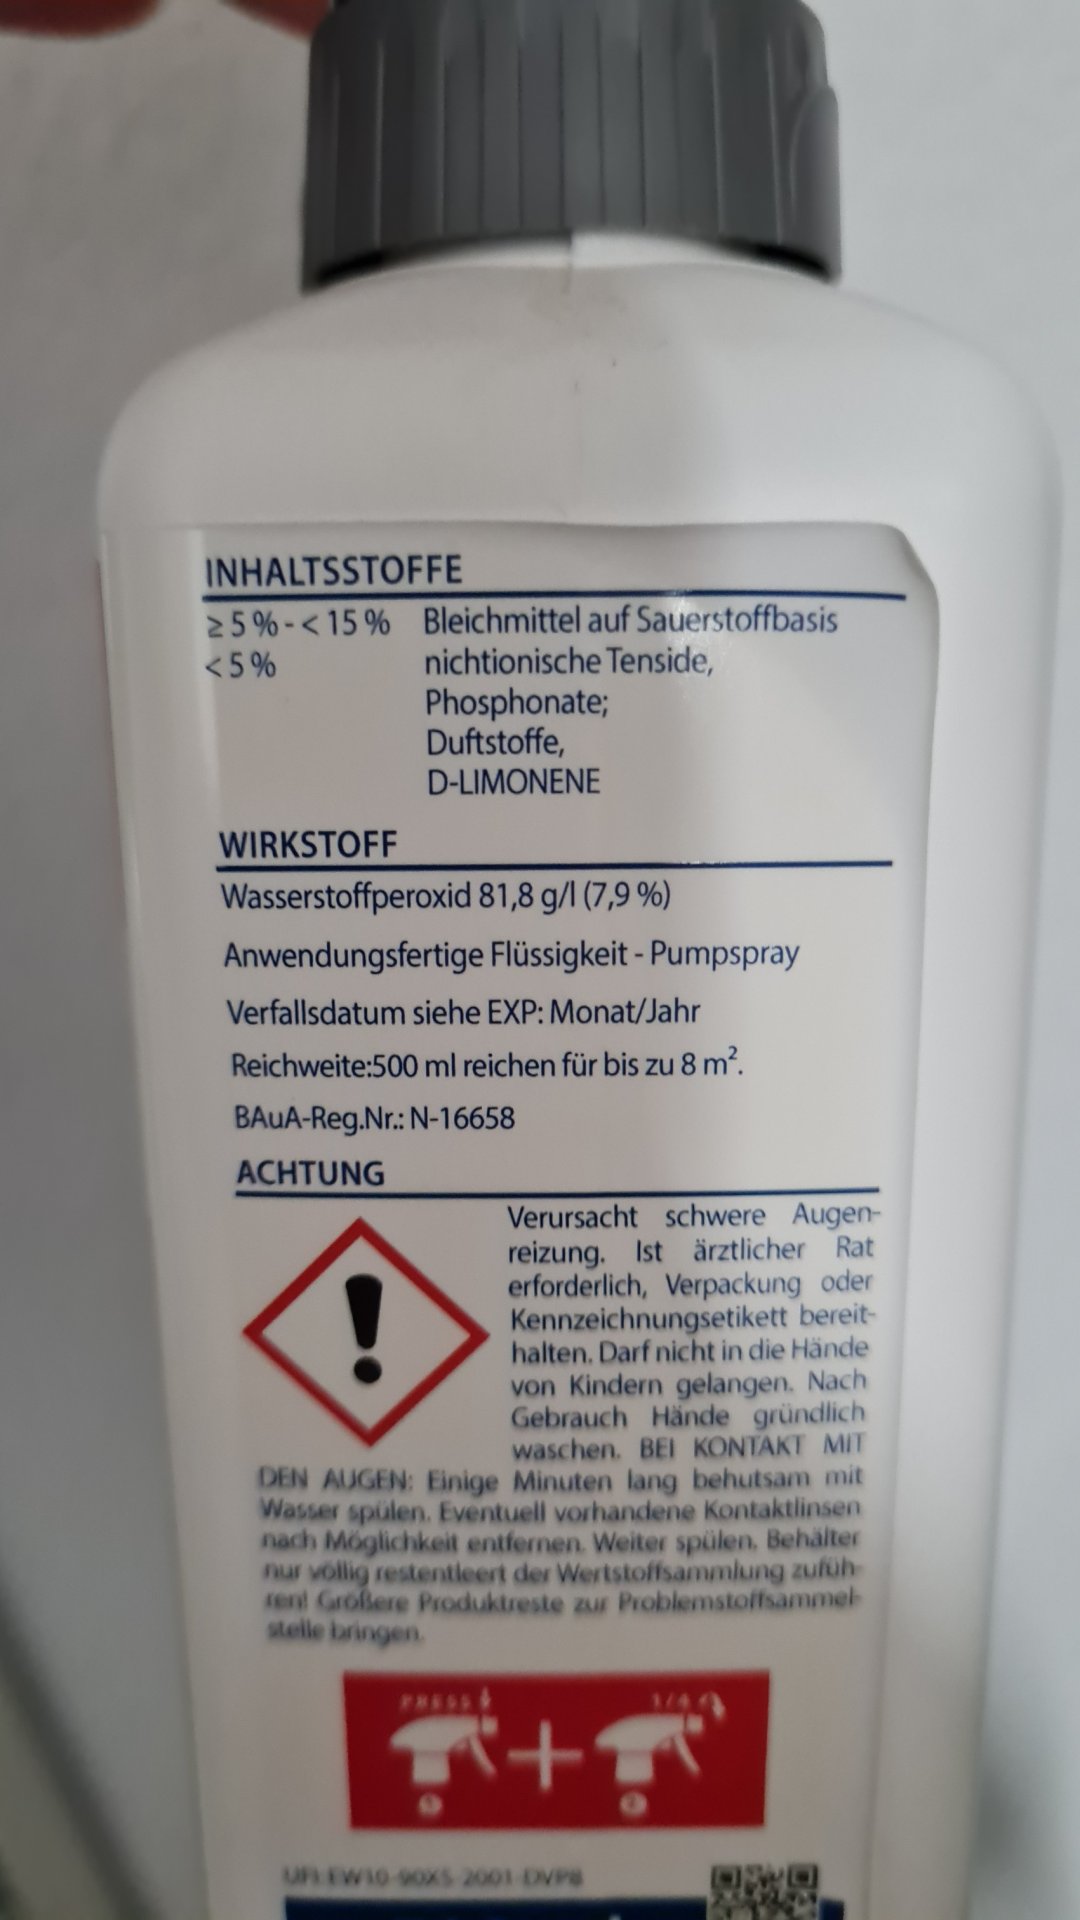 INHALTSSTOFFE
≥ 5 % - < 15 % Bleichmittel auf Sauerstoffbasis
< 5 % nichtionische Tenside,
Phosphonate;
Duftstoffe,
D-LIMONENE
WIRKSTOFF
Wasserstoffperoxid 81,8 g/l (7,9 %)
Anwendungsfertige Flüssigkeit - Pumpspray
Verfallsdatum siehe EXP: Monat/Jahr
Reichweite:500 ml reichen für bis zu 8 m².
BAuA-Reg.Nr.: N-16658
ACHTUNG
Verursacht schwere Augen-
reizung. Ist ärztlicher Rat
erforderlich, Verpackung oder
Kennzeichnungsetikett bereit-
halten. Darf nicht in die Hände
von Kindern gelangen. Nach
Gebrauch Hände gründlich
waschen. BEI KONTAKT MIT
DEN AUGEN: Einige Minuten lang behutsam mit
Wasser spülen. Eventuell vorhandene Kontaktlinsen
nach Möglichkeit entfernen. Weiter spülen. Behälter
nur völlig restentleert der Wertstoffsammlung zufüh-
ren! Größere Produktreste zur Problemstoffsammel-
stelle bringen.
PRESS 1/4
UFI: EW10-90X5-2001-DVP8